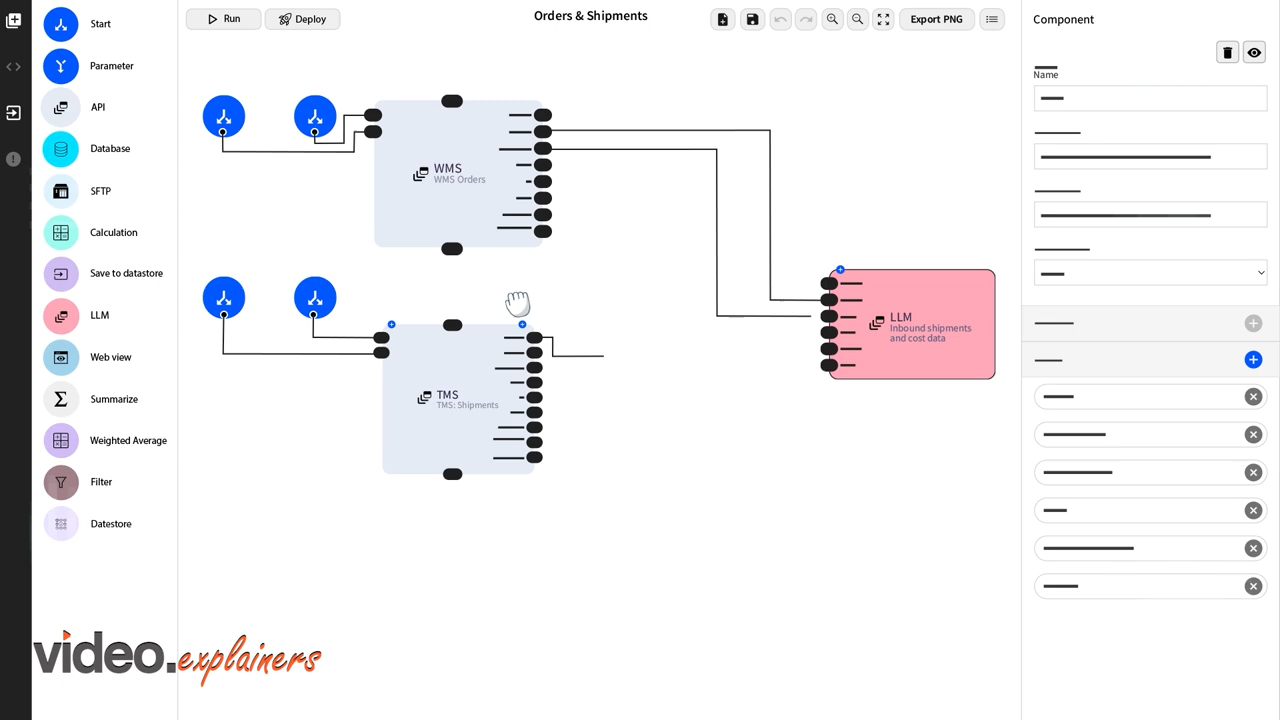 Start
Parameter
API
Database
SFTP
Calculation
Save to datastore
LLM
Web view
Summarize
Weighted Average
Filter
Datestore
Run
Deploy
Orders & Shipments
Export PNG
WMS
WMS Orders
TMS
TMS: Shipments
LLM
Inbound shipments
and cost data
Component
Name
video.explainers